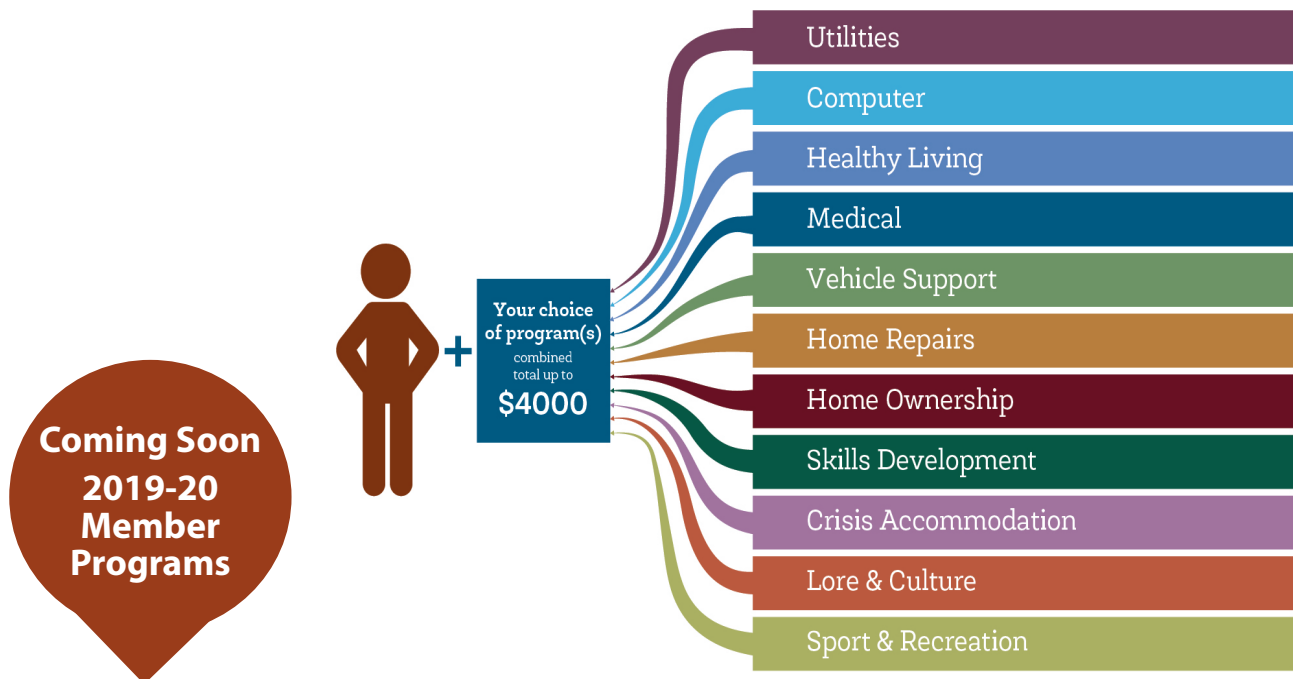 Coming Soon
2019-20
Member
Programs
+
Your choice
of program(s)
combined
total up to
$4000
Utilities
Computer
Healthy Living
Medical
Vehicle Support
Home Repairs
Home Ownership
Skills Development
Crisis Accommodation
Lore & Culture
Sport & Recreation